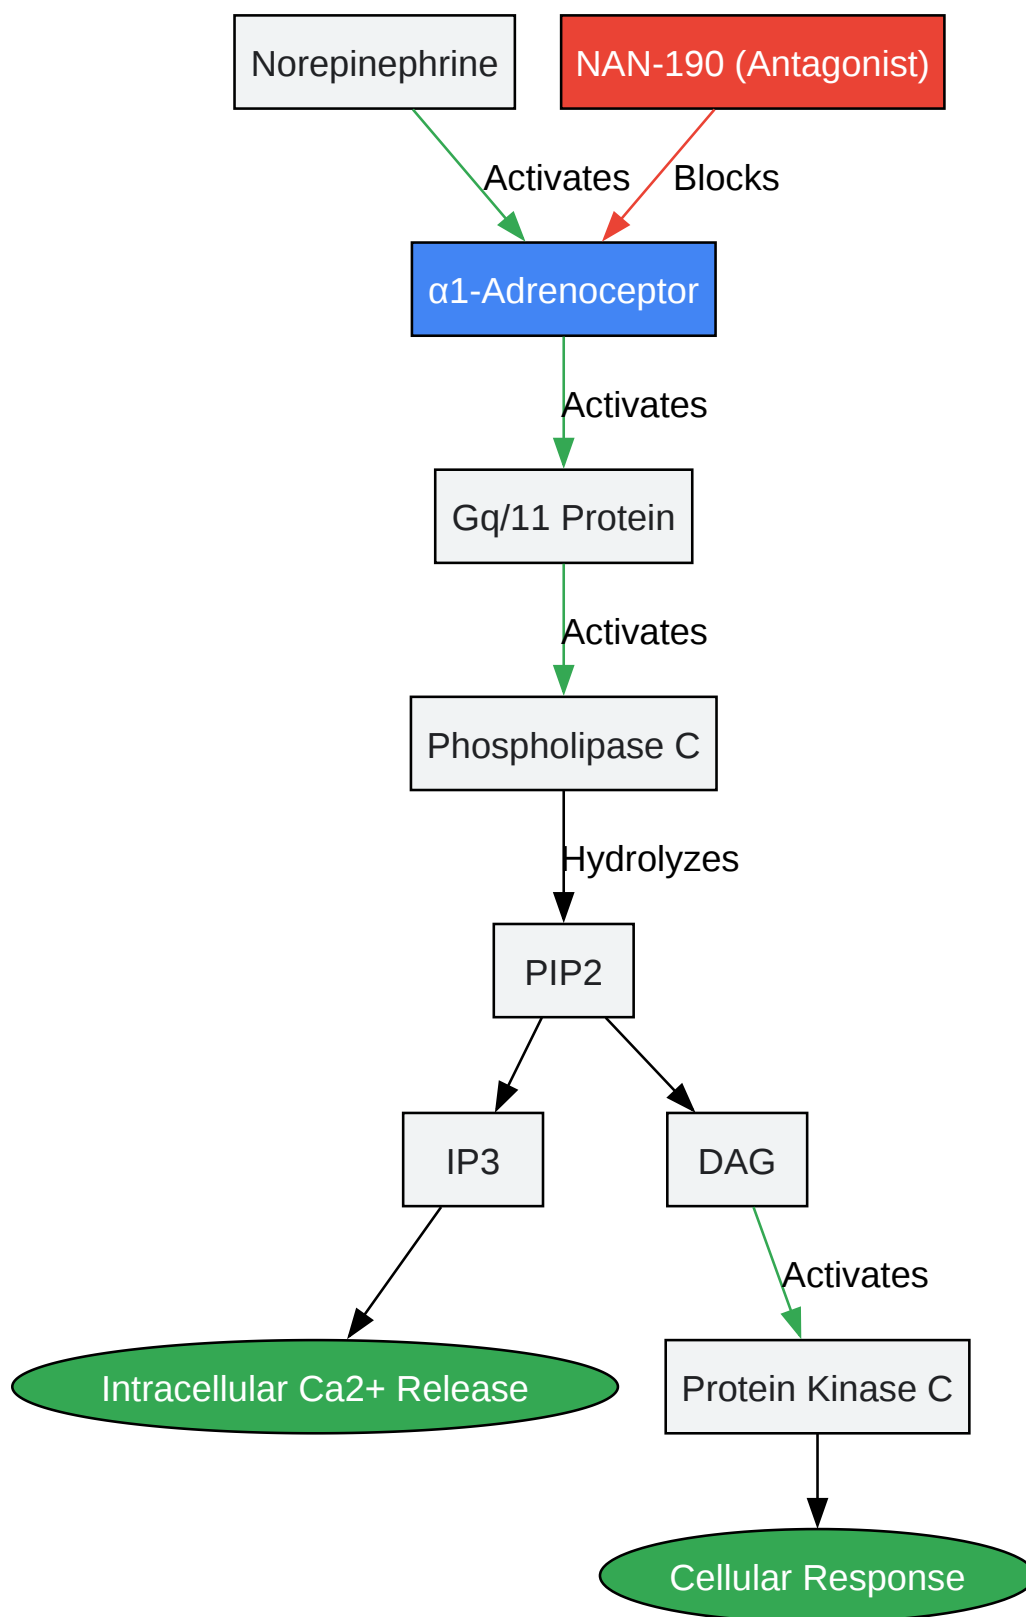 Norepinephrine
NAN-190 (Antagonist)
Activates
Blocks
α1-Adrenoceptor
Activates
Gq/11 Protein
Activates
Phospholipase C
Hydrolyzes
PIP2
IP3
DAG
Activates
Intracellular Ca2+ Release
Protein Kinase C
Cellular Response